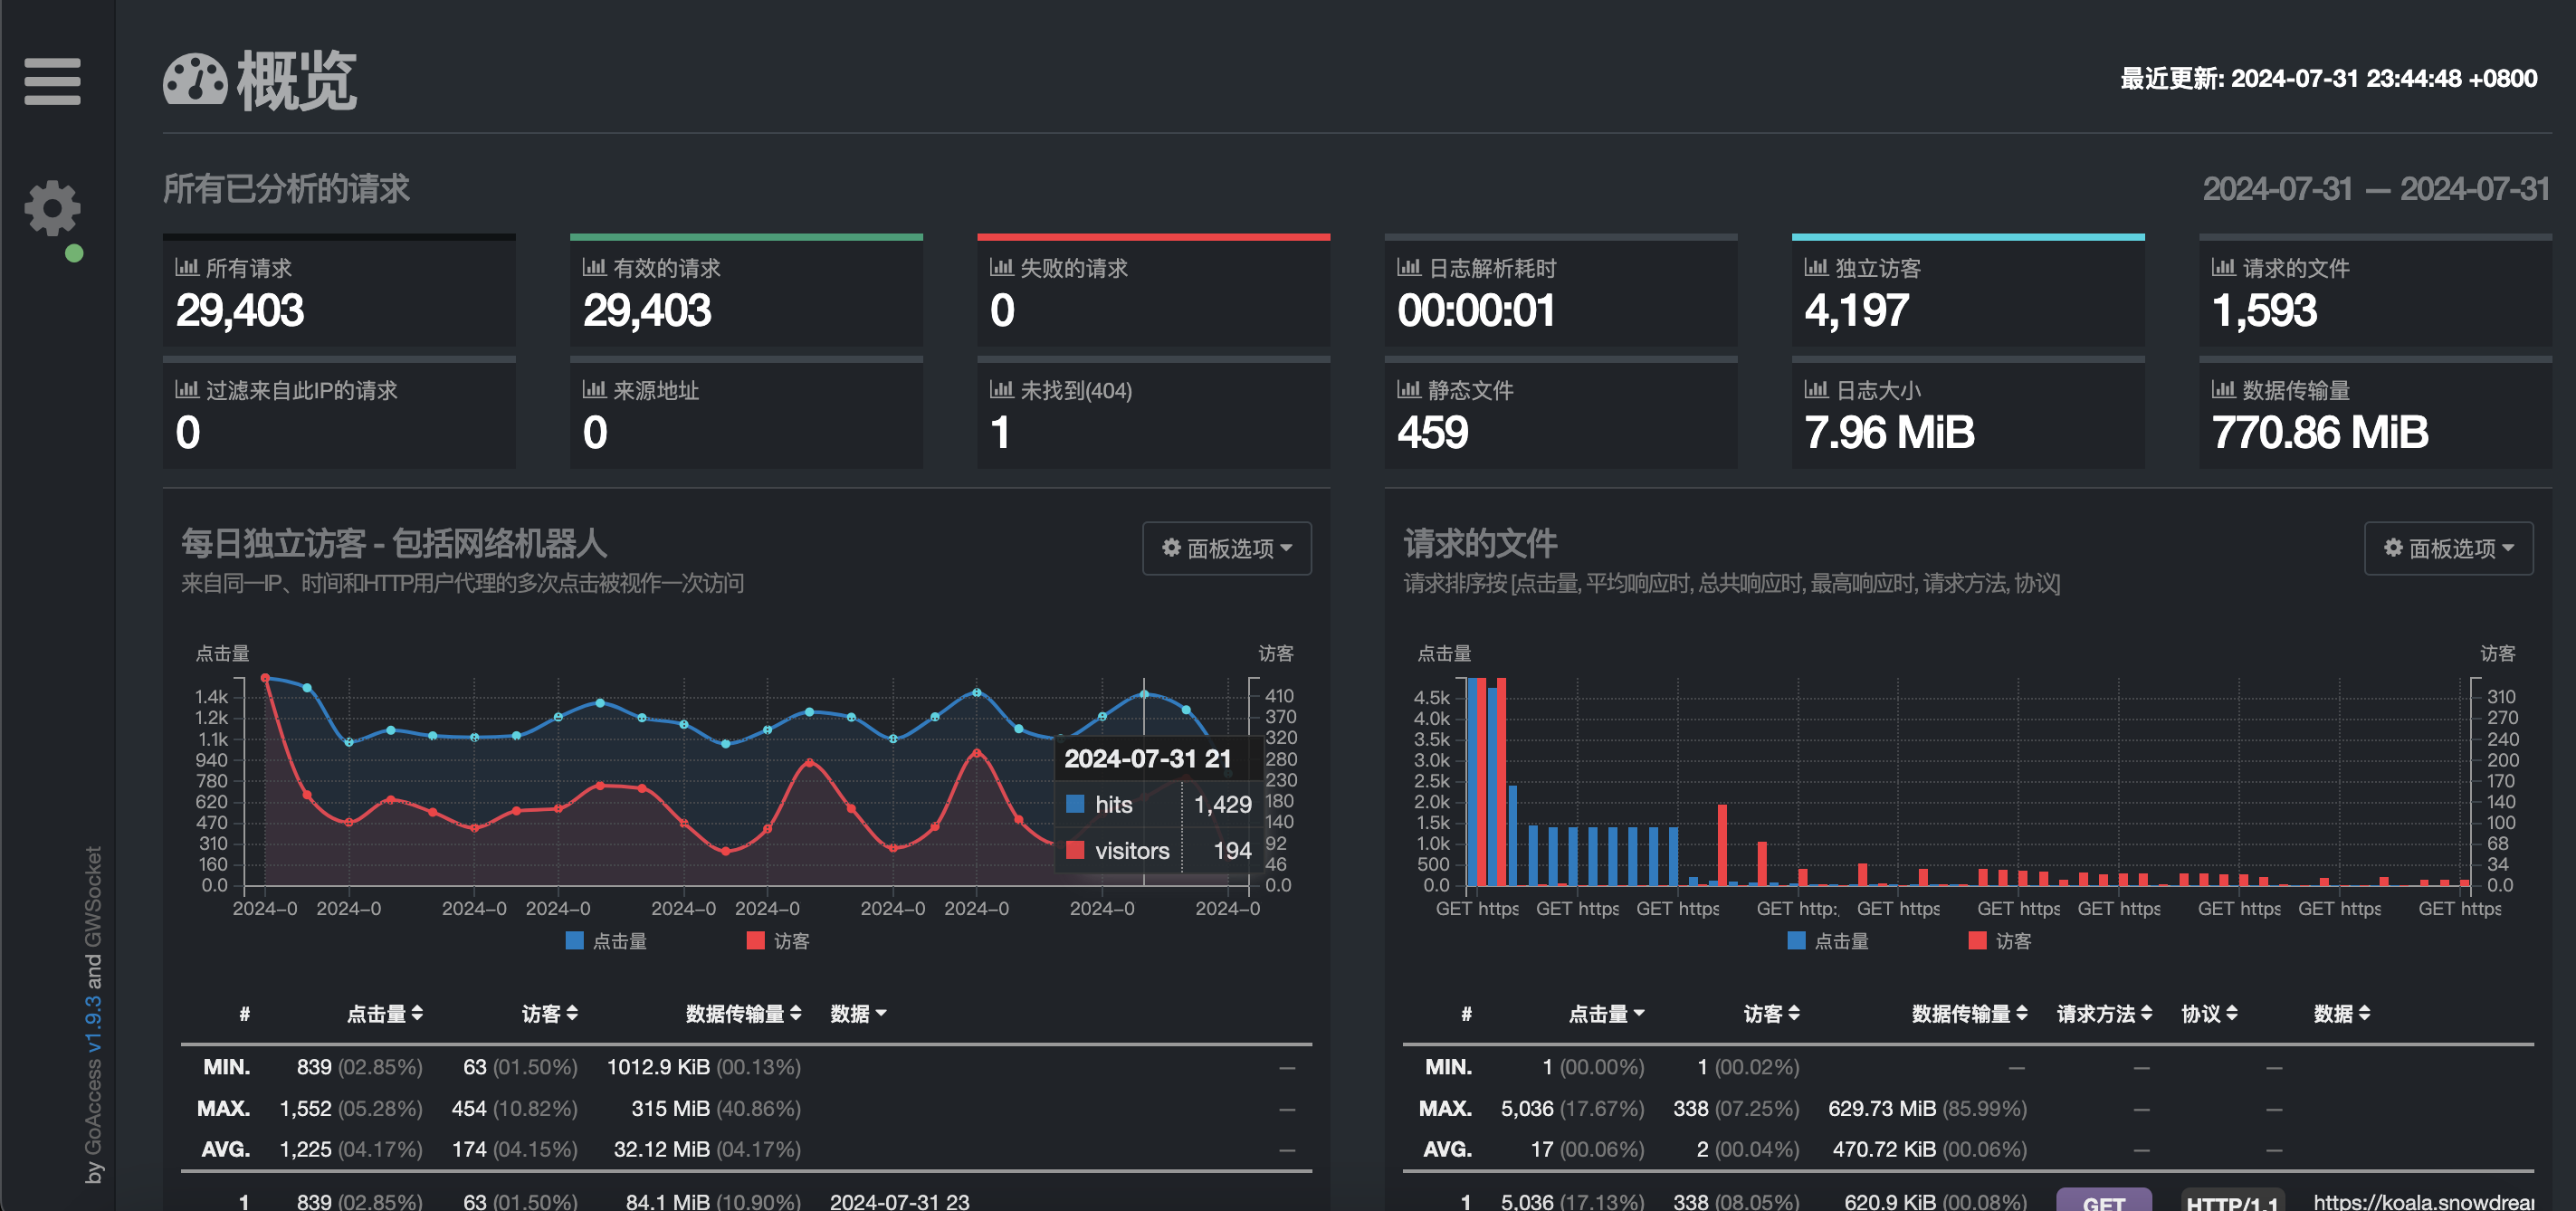 概览
最近更新: 2024-07-31 23:44:48 +0800
所有已分析的请求
2024-07-31 — 2024-07-31
所有请求
29,403
有效的请求
29,403
失败的请求
0
日志解析耗时
00:00:01
独立访客
4,197
请求的文件
1,593
过滤来自此IP的请求
0
来源地址
0
未找到(404)
1
静态文件
459
日志大小
7.96 MiB
数据传输量
770.86 MiB
每日独立访客 - 包括网络机器人
面板选项
来自同一IP、时间和HTTP用户代理的多次点击被视作一次访问
点击量
访客
1.4k
1.2k
1.1k
940
780
620
470
310
160
0.0
410
370
320
280
230
180
140
92
46
0.0
2024-07-31 21
hits 1,429
visitors 194
2024-0 2024-0 2024-0 2024-0 2024-0 2024-0 2024-0 2024-0 2024-0 2024-0
点击量 访客
# 点击量 访客 数据传输量 数据
MIN. 839 (02.85%) 63 (01.50%) 1012.9 KiB (00.13%) —
MAX. 1,552 (05.28%) 454 (10.82%) 315 MiB (40.86%) —
AVG. 1,225 (04.17%) 174 (04.15%) 32.12 MiB (04.17%) —
1 839 (02.85%) 63 (01.50%) 84.1 MiB (10.90%) 2024-07-31 23
请求的文件
面板选项
请求排序按 [点击量, 平均响应时, 总共响应时, 最高响应时, 请求方法, 协议]
点击量
访客
4.5k
4.0k
3.5k
3.0k
2.5k
2.0k
1.5k
1.0k
500
0.0
310
270
240
200
170
140
100
68
34
0.0
GET https GET https GET https GET http: GET https GET https GET https GET https GET https GET https
点击量 访客
# 点击量 访客 数据传输量 请求方法 协议 数据
MIN. 1 (00.00%) 1 (00.02%) — — —
MAX. 5,036 (17.67%) 338 (07.25%) 629.73 MiB (85.99%) — —
AVG. 17 (00.06%) 2 (00.04%) 470.72 KiB (00.06%) — —
1 5,036 (17.13%) 338 (08.05%) 620.9 KiB (00.08%) GET HTTP/1.1 https://koala.snowdrea
by GoAccess v1.9.3 and GWSocket